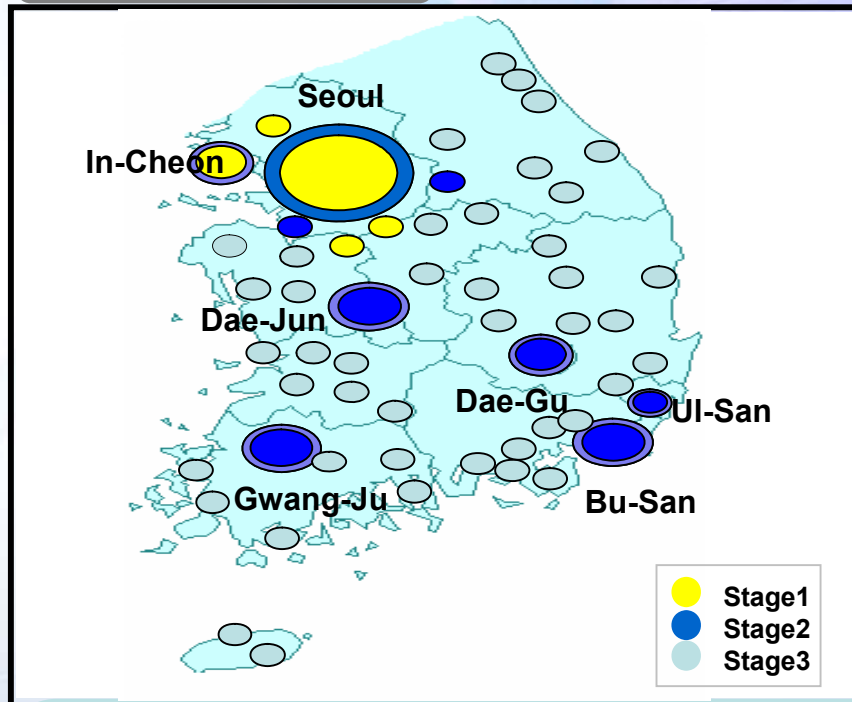 Seoul
In-Cheon
Dae-Jun
Dae-Gu
Ul-San
Gwang-Ju
Bu-San
Stage1
Stage2
Stage3